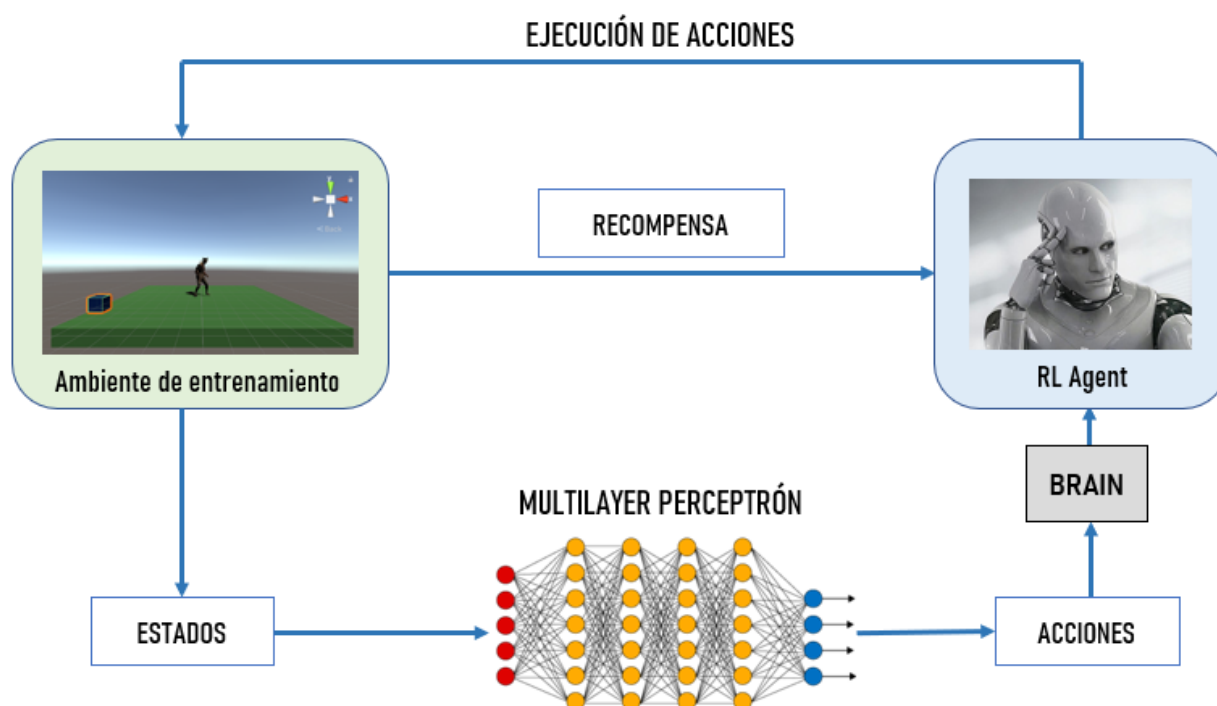 EJECUCIÓN DE ACCIONES
RECOMPENSA
Ambiente de entrenamiento
RL Agent
BRAIN
MULTILAYER PERCEPTRÓN
ESTADOS
ACCIONES